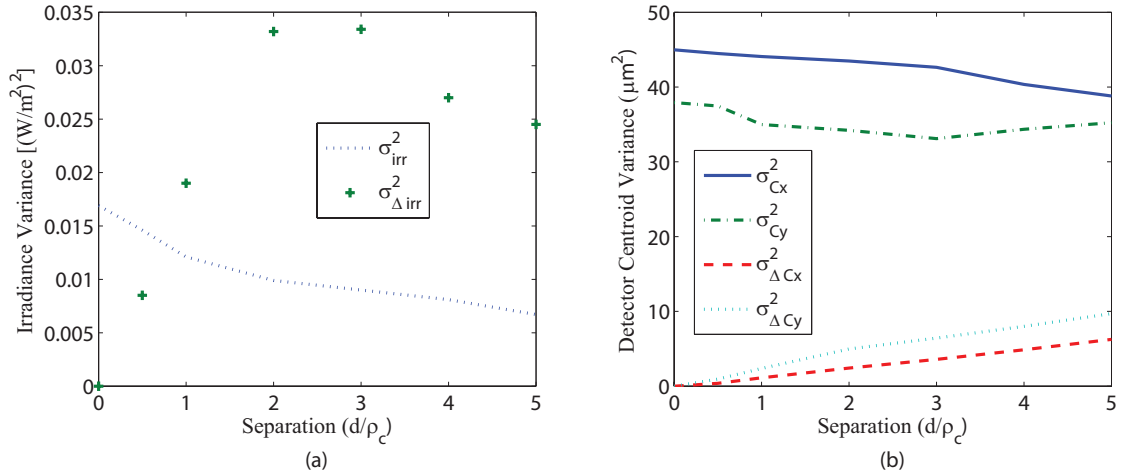 0.035
0.03
0.025
0.02
0.015
0.01
0.005
0
Irradiance Variance [(W/m²)²]
σ²irr
σ²Δ irr
0 1 2 3 4 5
Separation (d/ρc)
(a)
50
40
30
20
10
0
Detector Centroid Variance (μm²)
σ²Cx
σ²Cy
σ²Δ Cx
σ²Δ Cy
0 1 2 3 4 5
Separation (d/ρc)
(b)